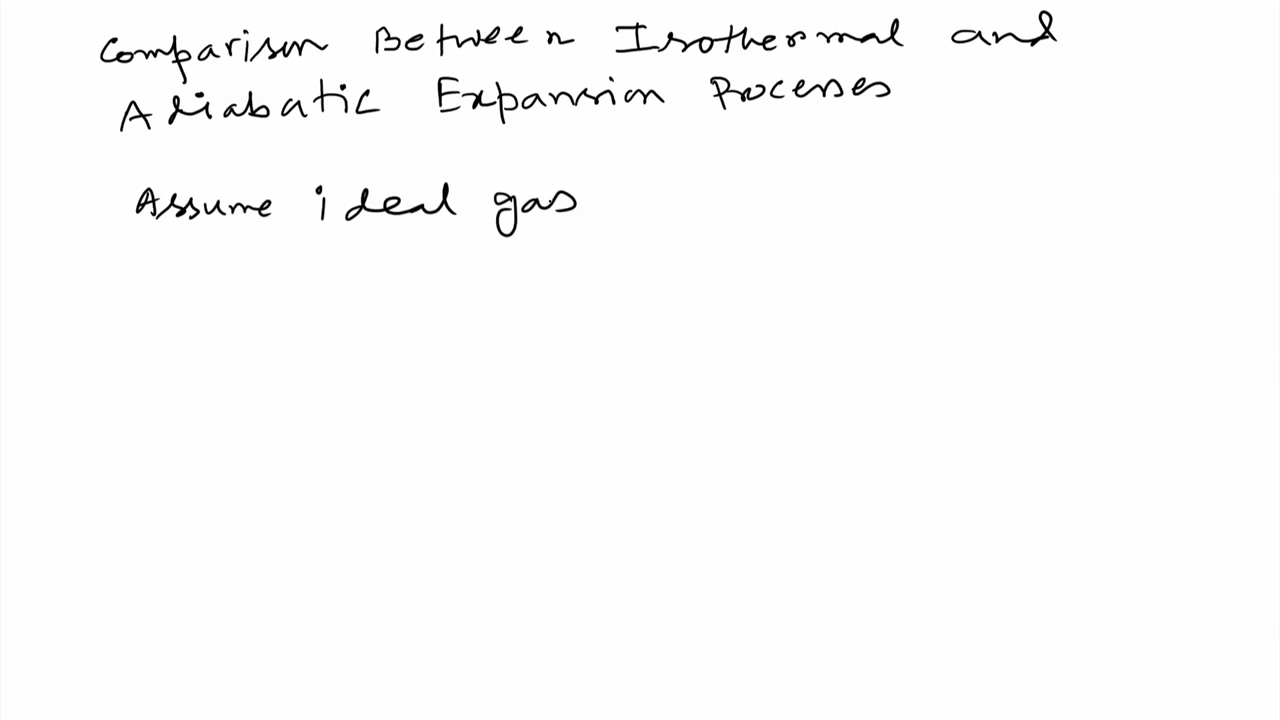 Comparison Between Isothermal and
Adiabatic Expansion Processes
Assume ideal gas